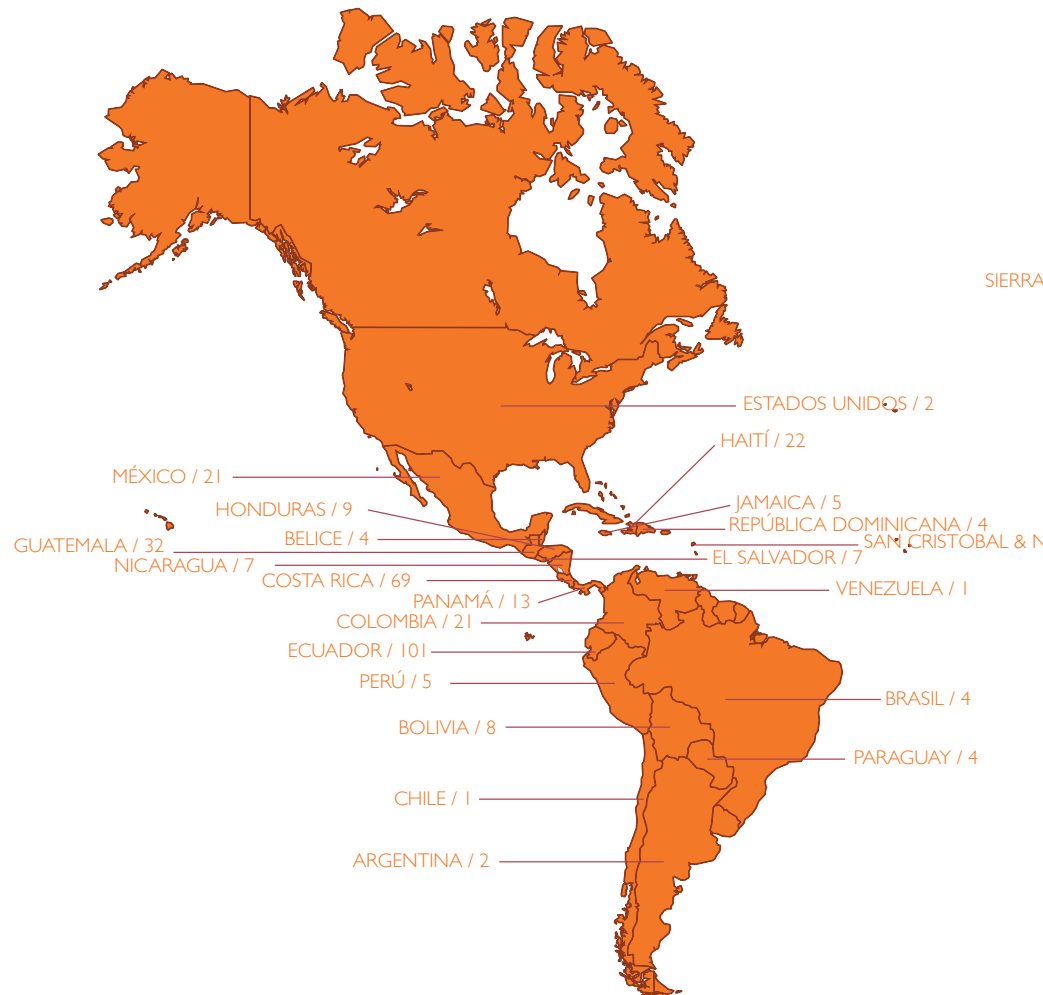 SIERRA
ESTADOS UNIDOS / 2
HAITÍ / 22
MÉXICO / 21
JAMAICA / 5
HONDURAS / 9
REPÚBLICA DOMINICANA / 4
BELICE / 4
SAN CRISTOBAL & N
GUATEMALA / 32
EL SALVADOR / 7
NICARAGUA / 7
COSTA RICA / 69
VENEZUELA / 1
PANAMÁ / 13
COLOMBIA / 21
ECUADOR / 101
PERÚ / 5
BRASIL / 4
BOLIVIA / 8
PARAGUAY / 4
CHILE / 1
ARGENTINA / 2